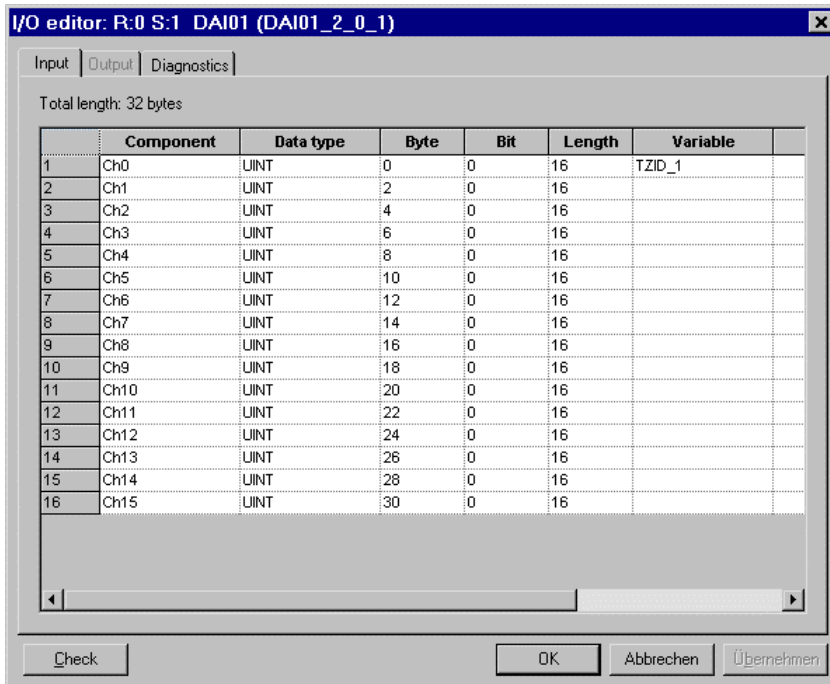 I/O editor: R:0 S:1 DAI01 (DAI01_2_0_1)
Input Output Diagnostics
Total length: 32 bytes
Component Data type Byte Bit Length Variable
1 Ch0 UINT 0 0 16 TZID_1
2 Ch1 UINT 2 0 16
3 Ch2 UINT 4 0 16
4 Ch3 UINT 6 0 16
5 Ch4 UINT 8 0 16
6 Ch5 UINT 10 0 16
7 Ch6 UINT 12 0 16
8 Ch7 UINT 14 0 16
9 Ch8 UINT 16 0 16
10 Ch9 UINT 18 0 16
11 Ch10 UINT 20 0 16
12 Ch11 UINT 22 0 16
13 Ch12 UINT 24 0 16
14 Ch13 UINT 26 0 16
15 Ch14 UINT 28 0 16
16 Ch15 UINT 30 0 16
Check OK Abbrechen Übernehmen